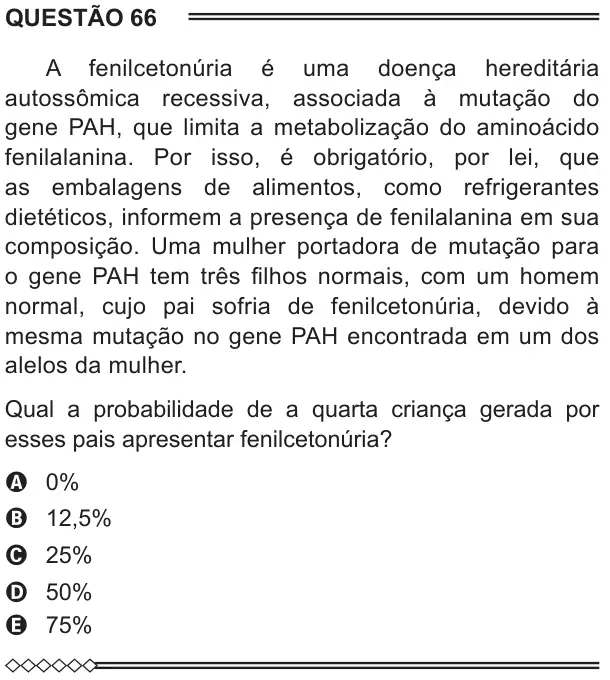 QUESTÃO 66
A fenilcetonúria é uma doença hereditária
autossômica recessiva, associada à mutação do
gene PAH, que limita a metabolização do aminoácido
fenilalanina. Por isso, é obrigatório, por lei, que
as embalagens de alimentos, como refrigerantes
dietéticos, informem a presença de fenilalanina em sua
composição. Uma mulher portadora de mutação para
o gene PAH tem três filhos normais, com um homem
normal, cujo pai sofria de fenilcetonúria, devido à
mesma mutação no gene PAH encontrada em um dos
alelos da mulher.
Qual a probabilidade de a quarta criança gerada por
esses pais apresentar fenilcetonúria?
A 0%
B 12,5%
C 25%
D 50%
E 75%